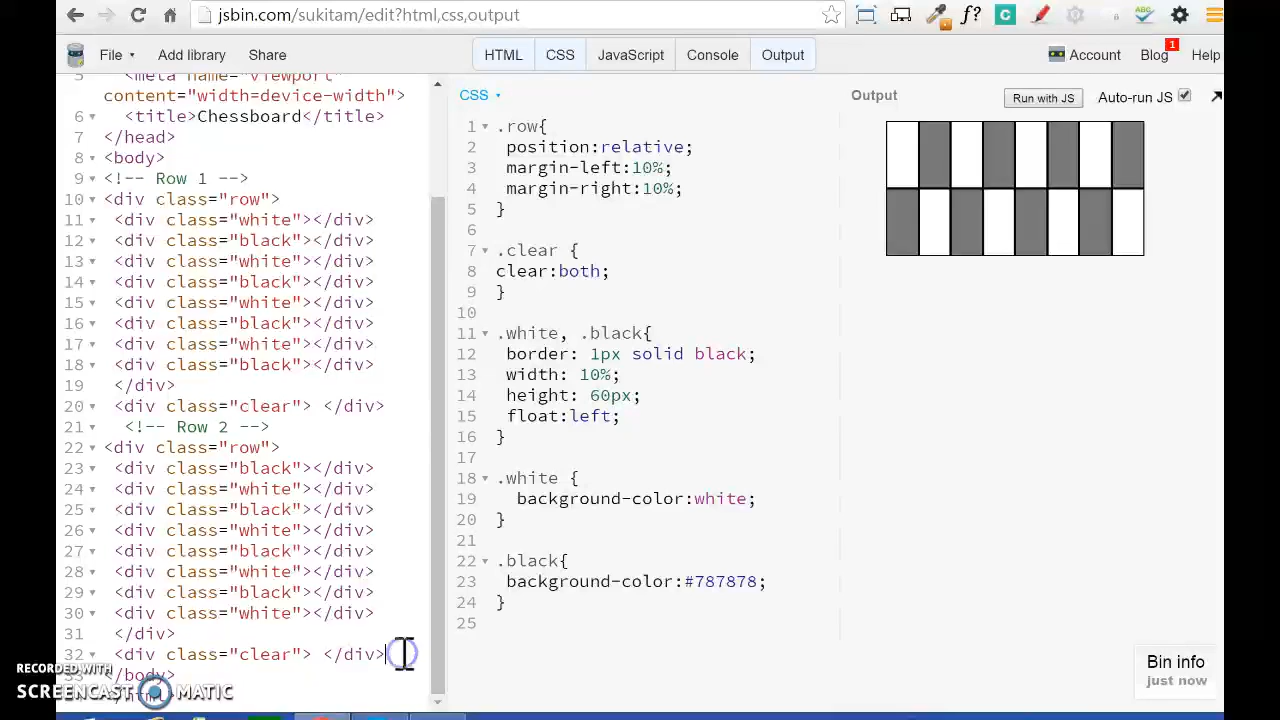 jsbin.com/sukitam/edit?html,css,output
File Add library Share HTML CSS JavaScript Console Output Account Blog 1 Help
5 <meta name="viewport"
content="width=device-width">
6 <title>Chessboard</title>
7 </head>
8 <body>
9 <!-- Row 1 -->
10 <div class="row">
11 <div class="white"></div>
12 <div class="black"></div>
13 <div class="white"></div>
14 <div class="black"></div>
15 <div class="white"></div>
16 <div class="black"></div>
17 <div class="white"></div>
18 <div class="black"></div>
19 </div>
20 <div class="clear"> </div>
21 <!-- Row 2 -->
22 <div class="row">
23 <div class="black"></div>
24 <div class="white"></div>
25 <div class="black"></div>
26 <div class="white"></div>
27 <div class="black"></div>
28 <div class="white"></div>
29 <div class="black"></div>
30 <div class="white"></div>
31 </div>
32 <div class="clear"> </div>
33 </body>
CSS
1 .row{
2 position:relative;
3 margin-left:10%;
4 margin-right:10%;
5 }
6
7 .clear {
8 clear:both;
9 }
10
11 .white, .black{
12 border: 1px solid black;
13 width: 10%;
14 height: 60px;
15 float:left;
16 }
17
18 .white {
19 background-color:white;
20 }
21
22 .black{
23 background-color:#787878;
24 }
25
Output Run with JS Auto-run JS
Bin info
just now
RECORDED WITH
SCREENCAST MATIC